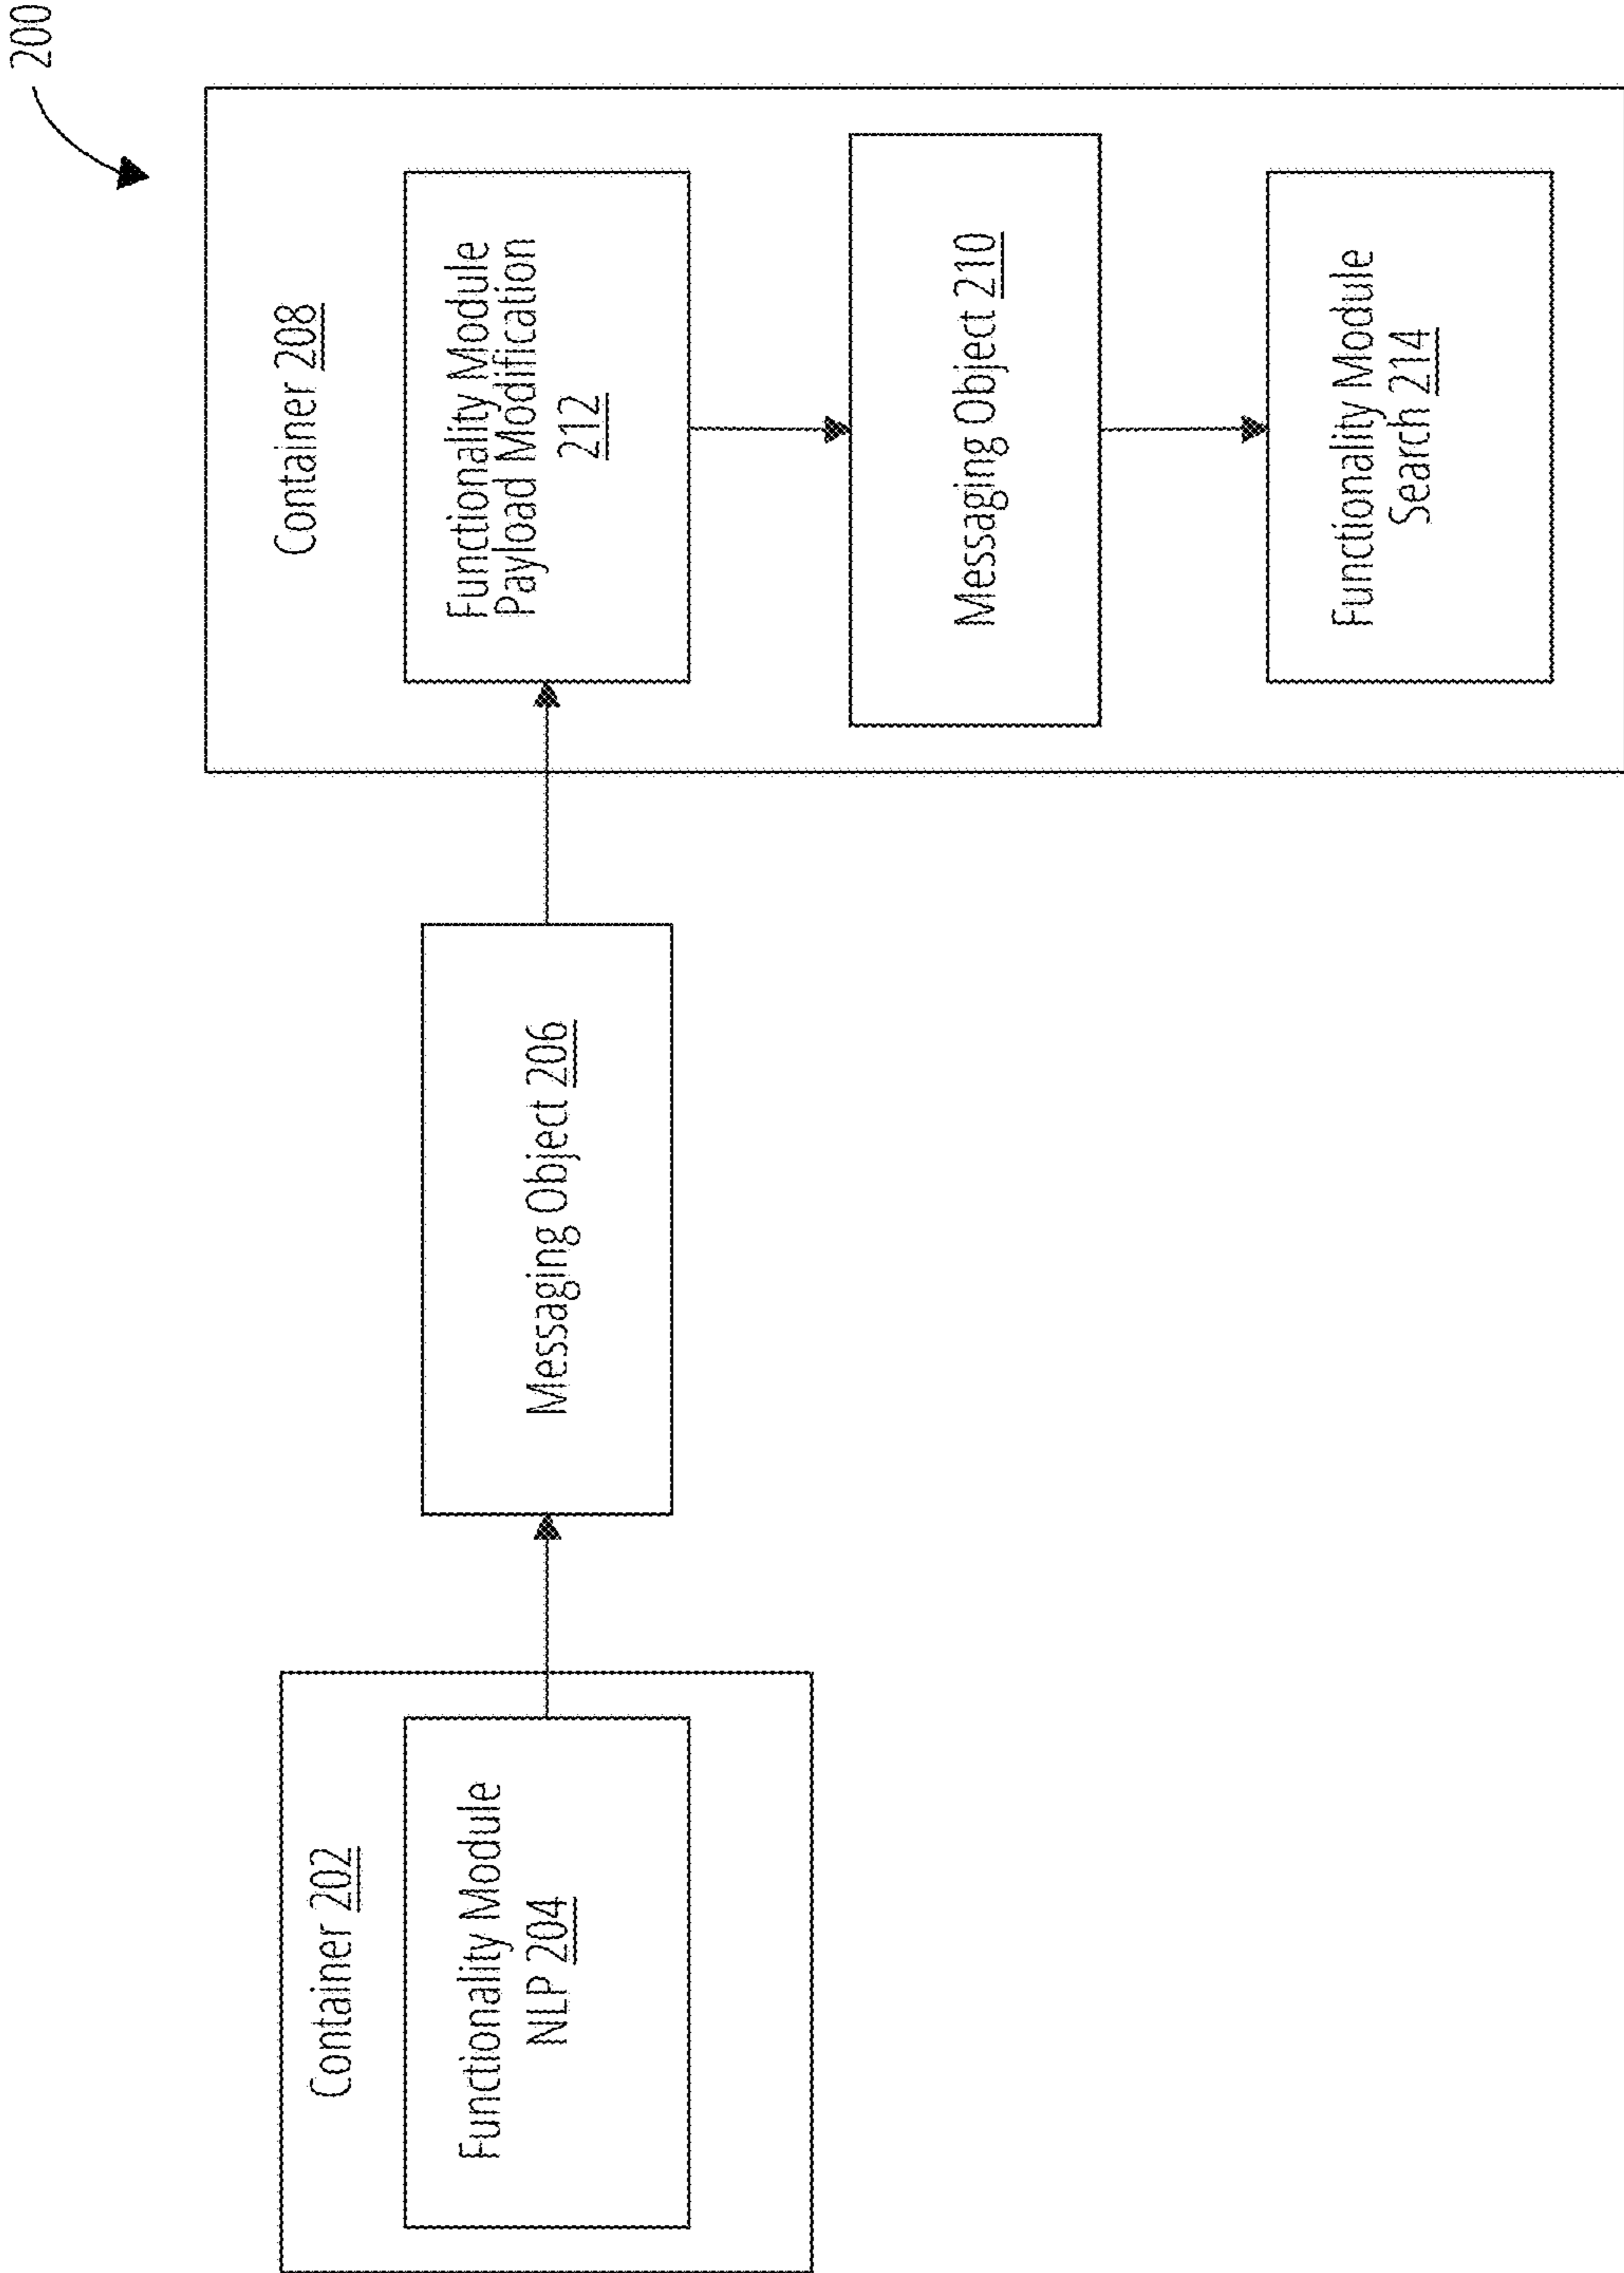 200
Container 202
Functionality Module
NLP 204
Messaging Object 206
Container 208
Functionality Module
Payload Modification
212
Messaging Object 210
Functionality Module
Search 214